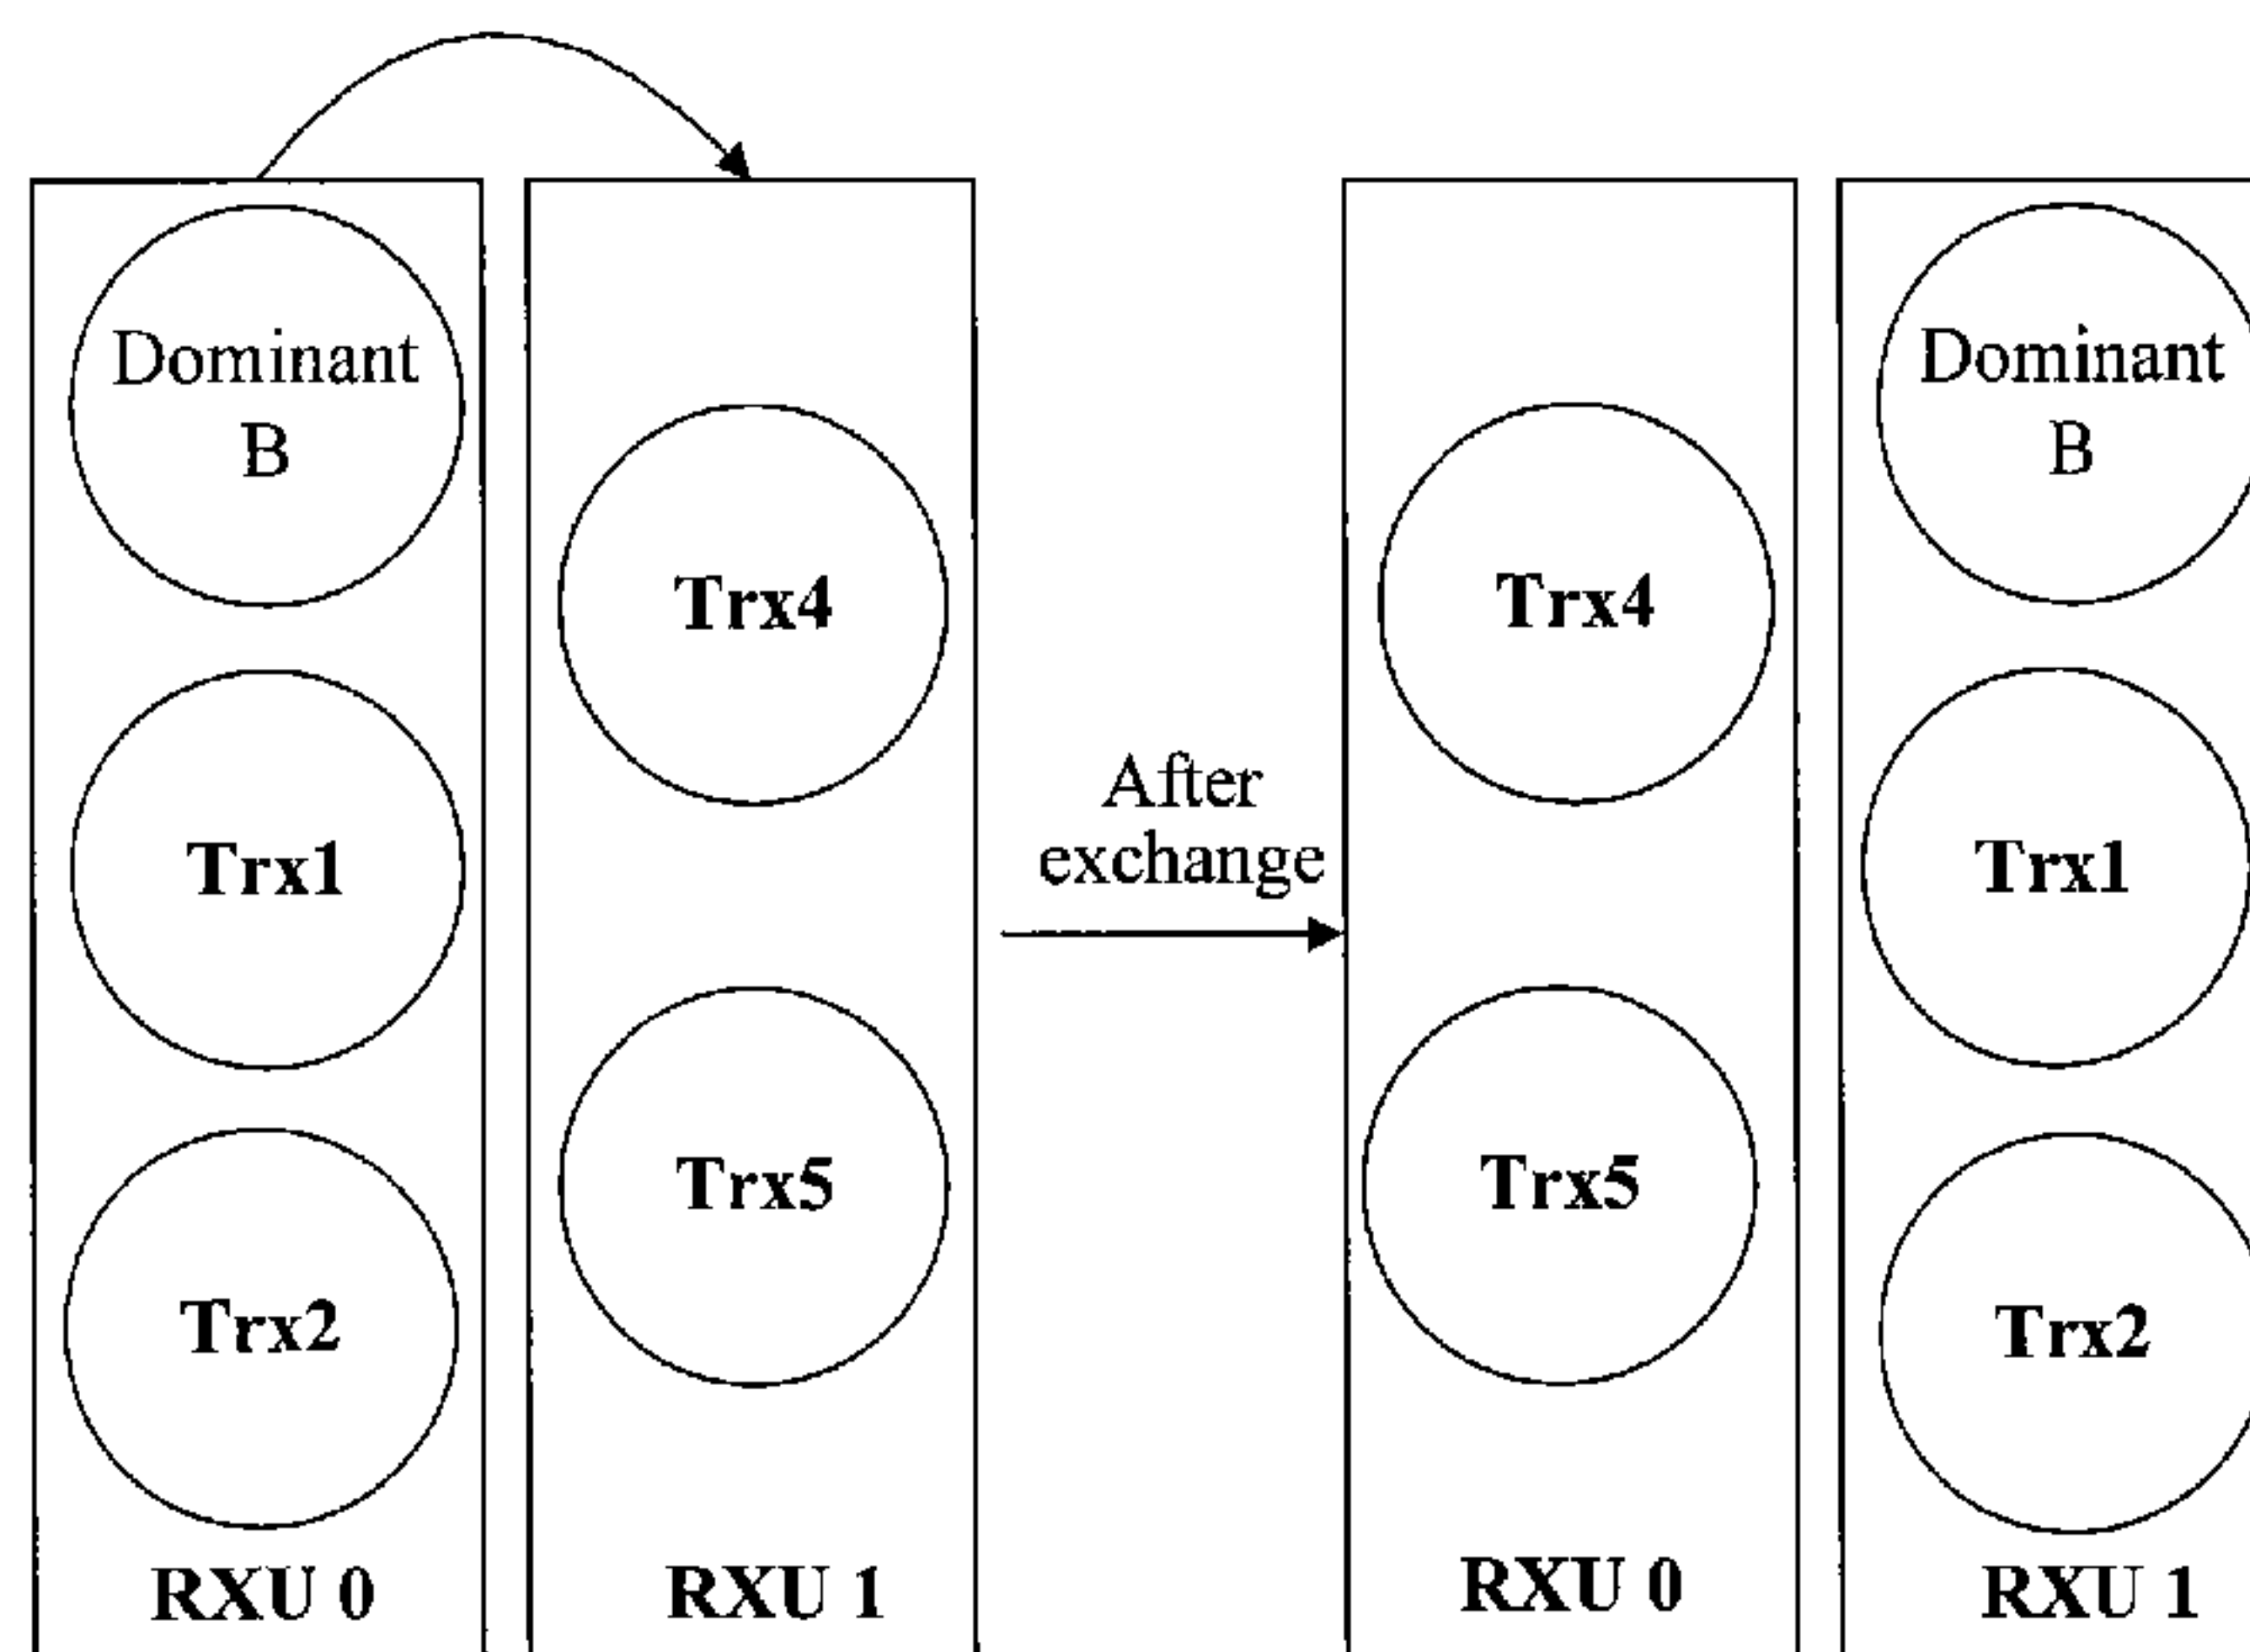 Dominant
B
Trx1
Trx2
RXU 0
Trx4
Trx5
RXU 1
After
exchange
Trx4
Trx5
RXU 0
Dominant
B
Trx1
Trx2
RXU 1